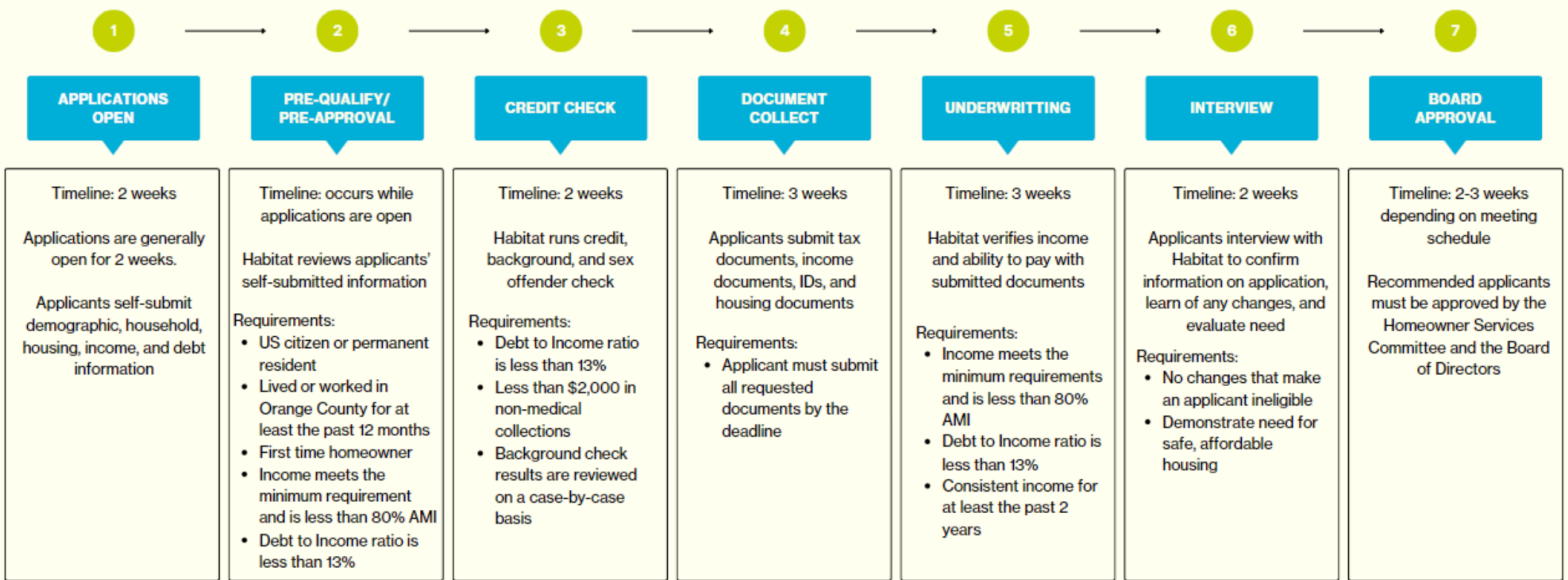 1
2
3
4
5
6
7
APPLICATIONS
OPEN
PRE-QUALIFY/
PRE-APPROVAL
CREDIT CHECK
DOCUMENT
COLLECT
UNDERWRITTING
INTERVIEW
BOARD
APPROVAL
Timeline: 2 weeks
Applications are generally
open for 2 weeks.
Applicants self-submit
demographic, household,
housing, income, and debt
information
Timeline: occurs while
applications are open
Habitat reviews applicants'
self-submitted information
Requirements:
• US citizen or permanent
resident
• Lived or worked in
Orange County for at
least the past 12 months
• First time homeowner
• Income meets the
minimum requirement
and is less than 80% AMI
• Debt to Income ratio is
less than 13%
Timeline: 2 weeks
Habitat runs credit,
background, and sex
offender check
Requirements:
• Debt to Income ratio
is less than 13%
• Less than $2,000 in
non-medical
collections
• Background check
results are reviewed
on a case-by-case
basis
Timeline: 3 weeks
Applicants submit tax
documents, income
documents, IDs, and
housing documents
Requirements:
• Applicant must submit
all requested
documents by the
deadline
Timeline: 3 weeks
Habitat verifies income
and ability to pay with
submitted documents
Requirements:
• Income meets the
minimum requirements
and is less than 80%
AMI
• Debt to Income ratio is
less than 13%
• Consistent income for
at least the past 2
years
Timeline: 2 weeks
Applicants interview with
Habitat to confirm
information on application,
learn of any changes, and
evaluate need
Requirements:
• No changes that make
an applicant ineligible
• Demonstrate need for
safe, affordable
housing
Timeline: 2-3 weeks
depending on meeting
schedule
Recommended applicants
must be approved by the
Homeowner Services
Committee and the Board
of Directors